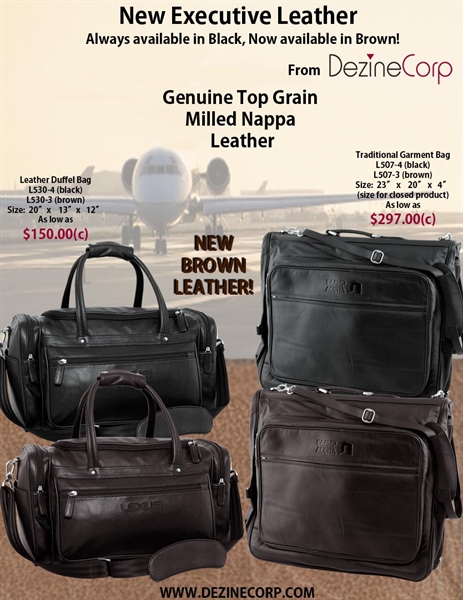 New Executive Leather
Always available in Black, Now available in Brown!
From DezineCorp
Genuine Top Grain
Milled Nappa
Leather
Leather Duffel Bag
L530-4 (black)
L530-3 (brown)
Size: 20" x 13" x 12"
As low as
$150.00(c)
Traditional Garment Bag
L507-4 (black)
L507-3 (brown)
Size: 23" x 20" x 4"
(size for closed product)
As low as
$297.00(c)
NEW
BROWN
LEATHER!
LEXUS
WWW.DEZINECORP.COM